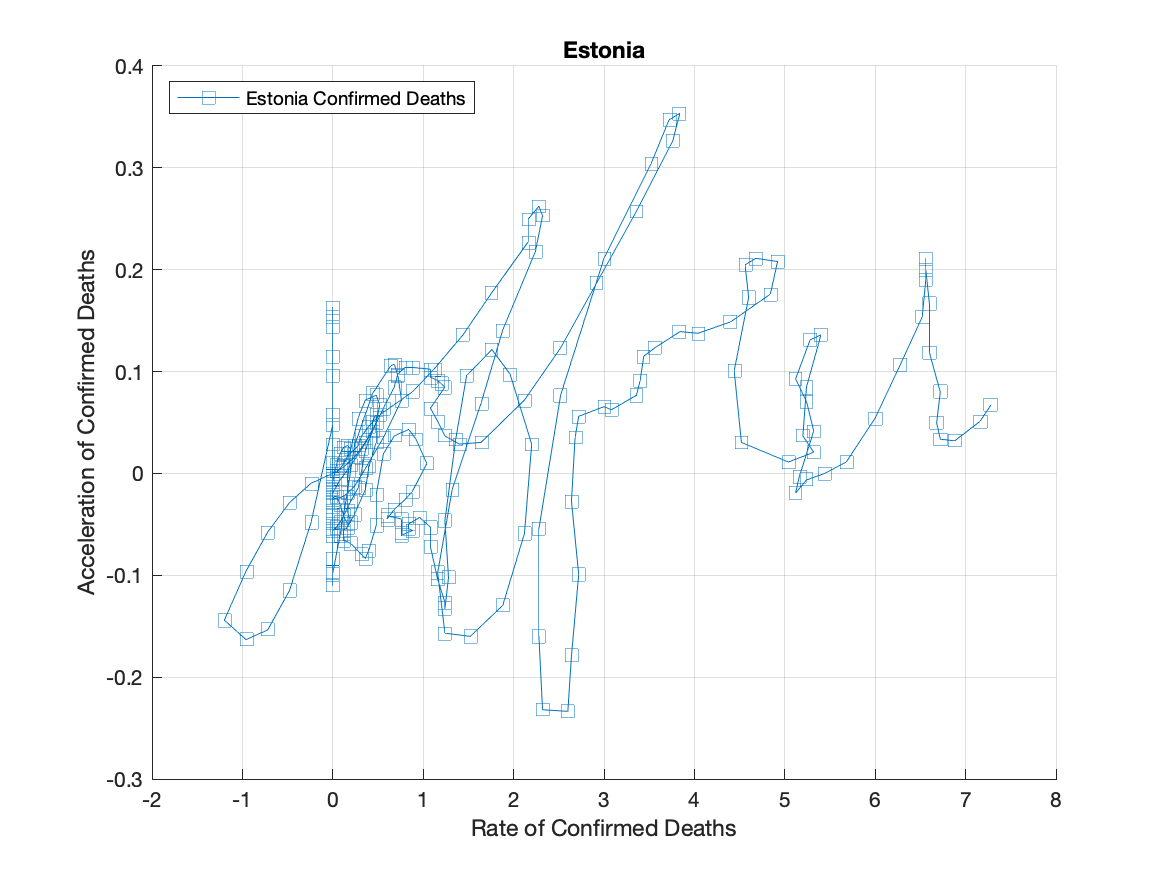 Estonia
Estonia Confirmed Deaths
Acceleration of Confirmed Deaths
0.4
0.3
0.2
0.1
0
-0.1
-0.2
-0.3
-2 -1 0 1 2 3 4 5 6 7 8
Rate of Confirmed Deaths